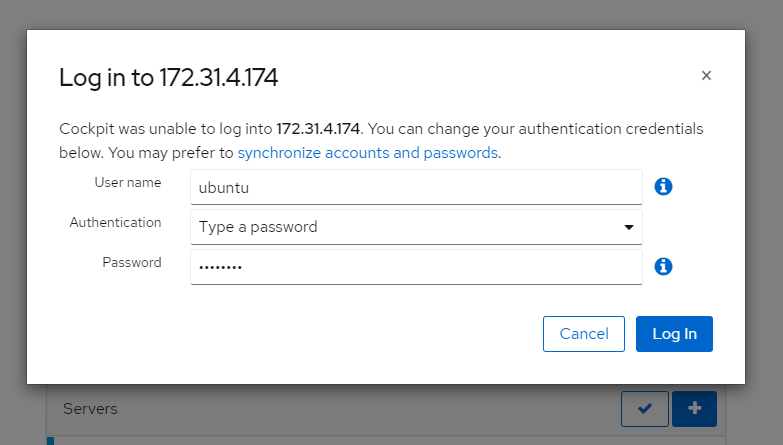 Log in to 172.31.4.174
×
Cockpit was unable to log into 172.31.4.174. You can change your authentication credentials
below. You may prefer to synchronize accounts and passwords.
User name
ubuntu
Authentication
Type a password
Password
••••••••
Cancel
Log In
Servers